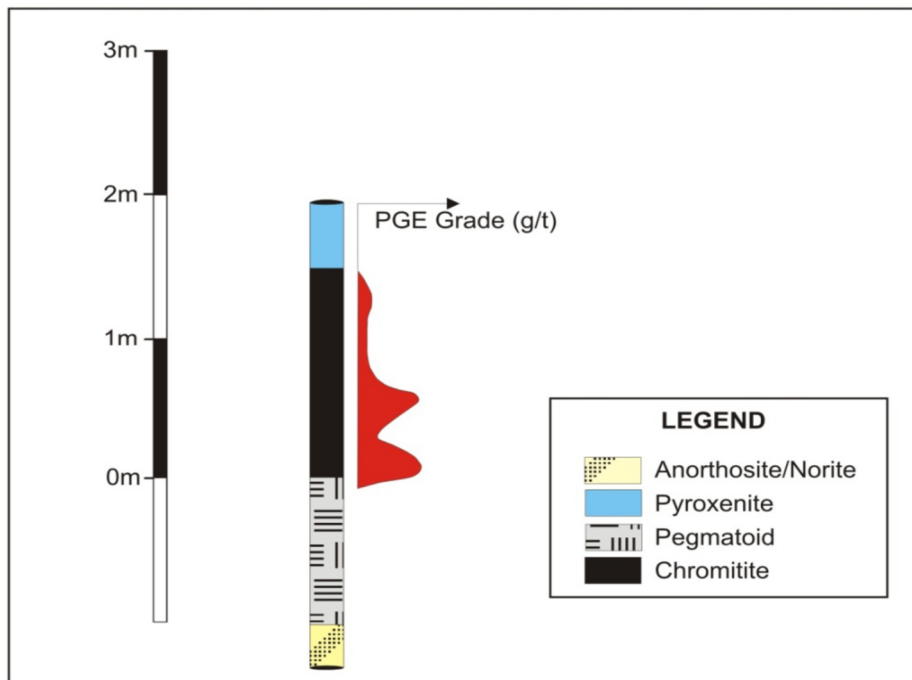 3m
2m
PGE Grade (g/t)
1m
0m
LEGEND
Anorthosite/Norite
Pyroxenite
Pegmatoid
Chromitite